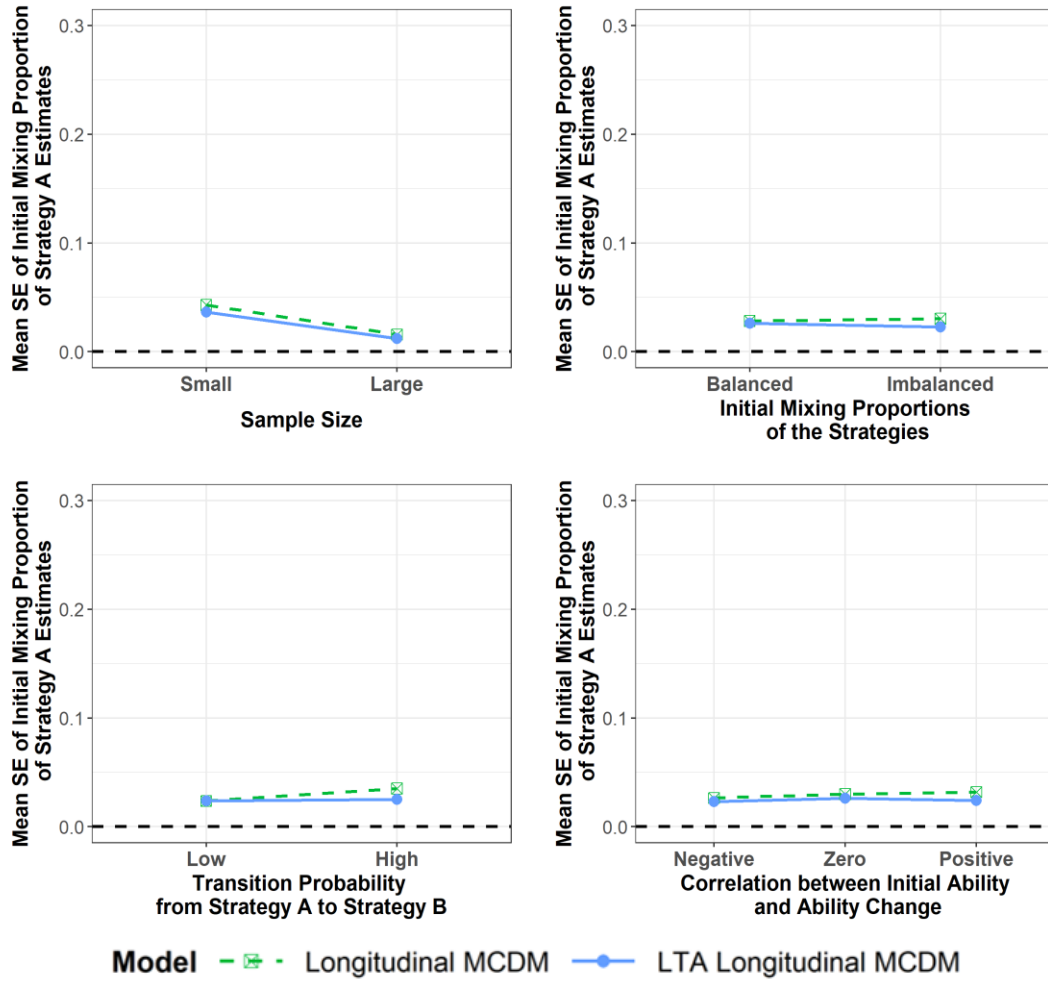 Mean SE of Initial Mixing Proportion
of Strategy A Estimates
0.3
0.2
0.1
0.0
Small Large
Sample Size
Mean SE of Initial Mixing Proportion
of Strategy A Estimates
0.3
0.2
0.1
0.0
Balanced Imbalanced
Initial Mixing Proportions
of the Strategies
Mean SE of Initial Mixing Proportion
of Strategy A Estimates
0.3
0.2
0.1
0.0
Low High
Transition Probability
from Strategy A to Strategy B
Mean SE of Initial Mixing Proportion
of Strategy A Estimates
0.3
0.2
0.1
0.0
Negative Zero Positive
Correlation between Initial Ability
and Ability Change
Model Longitudinal MCDM LTA Longitudinal MCDM